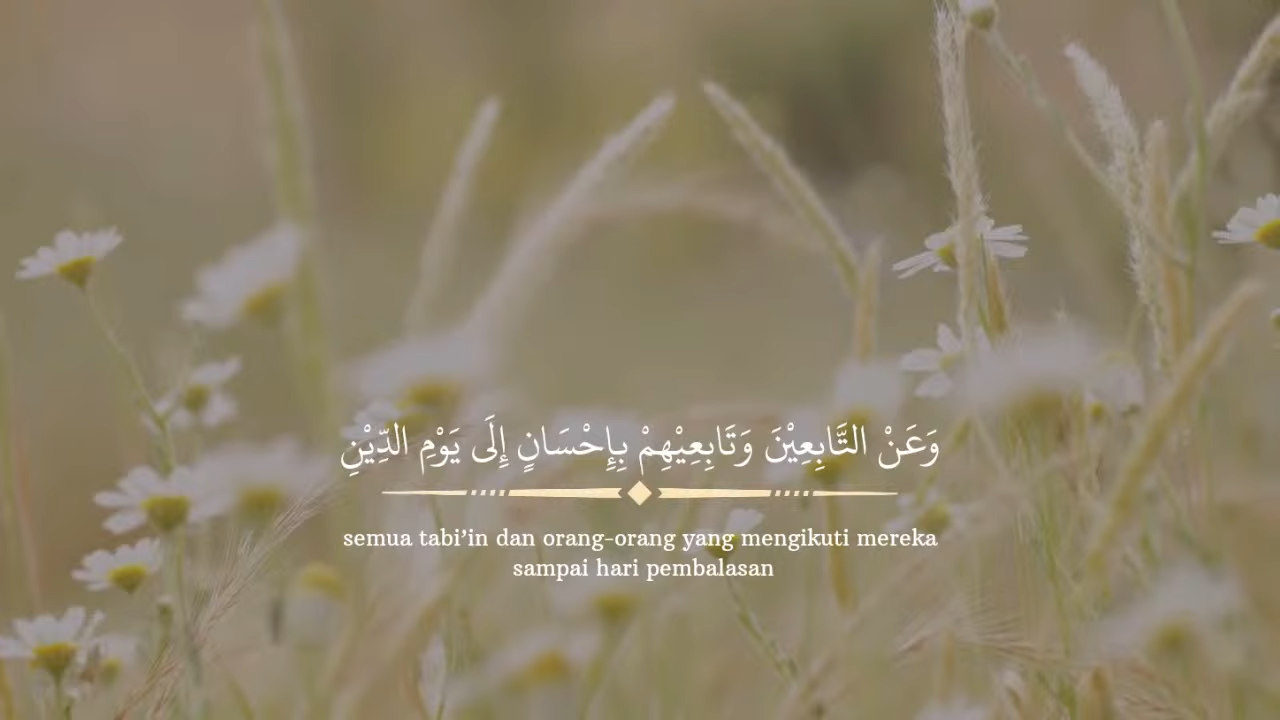 وَعَنْ التَّابِعِيْنَ وَتَابِعِيْهِمْ بِإِحْسَانٍ إِلَى يَوْمِ الدِّيْنِ
semua tabi’in dan orang-orang yang mengikuti mereka
sampai hari pembalasan